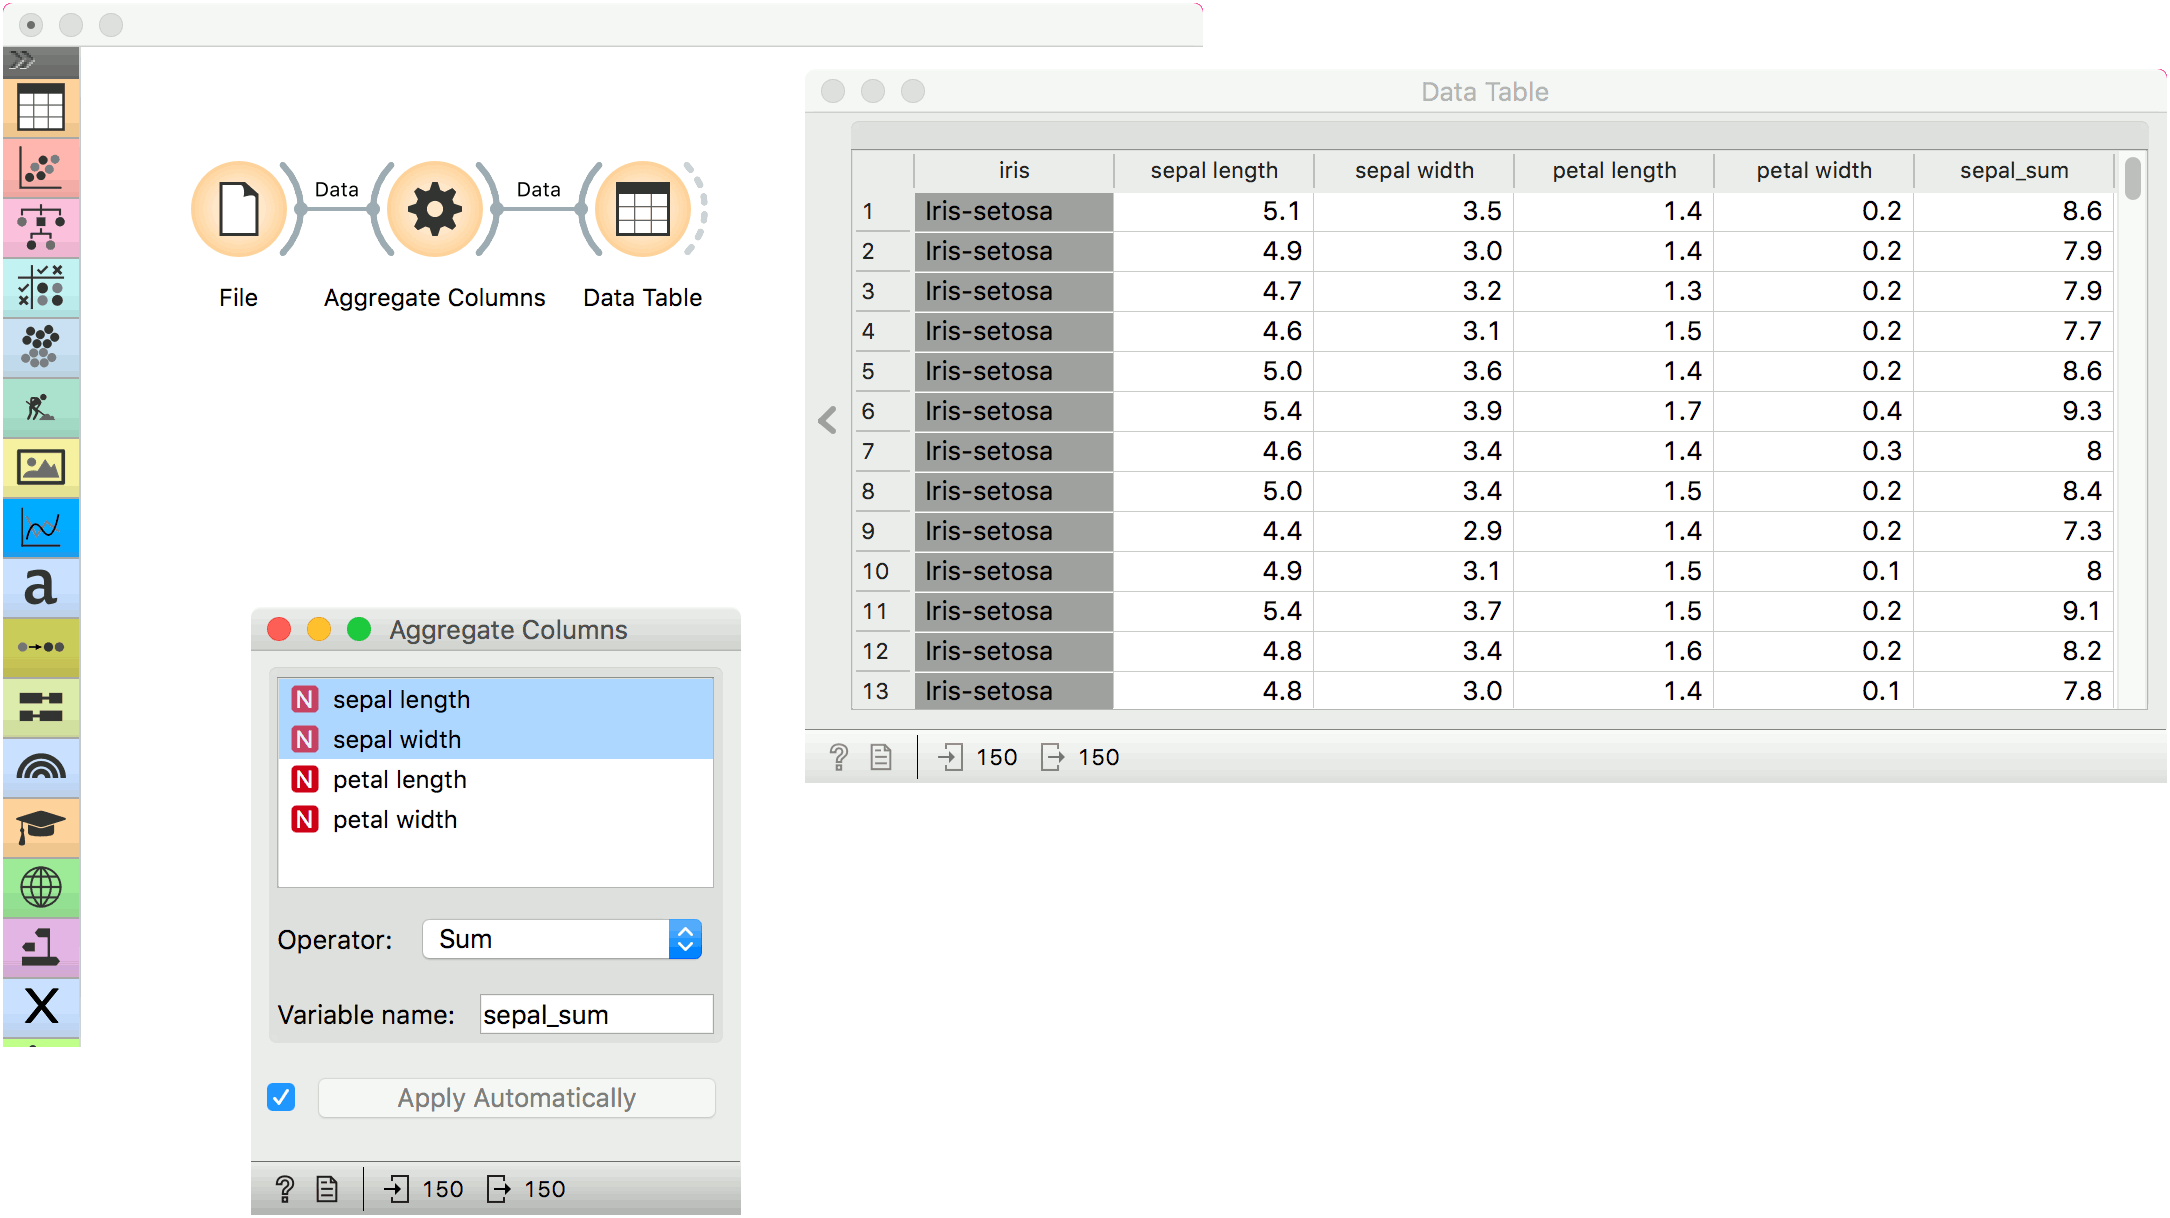 Data Data
File Aggregate Columns Data Table
Data Table
iris sepal length sepal width petal length petal width sepal_sum
1 Iris-setosa 5.1 3.5 1.4 0.2 8.6
2 Iris-setosa 4.9 3.0 1.4 0.2 7.9
3 Iris-setosa 4.7 3.2 1.3 0.2 7.9
4 Iris-setosa 4.6 3.1 1.5 0.2 7.7
5 Iris-setosa 5.0 3.6 1.4 0.2 8.6
6 Iris-setosa 5.4 3.9 1.7 0.4 9.3
7 Iris-setosa 4.6 3.4 1.4 0.3 8
8 Iris-setosa 5.0 3.4 1.5 0.2 8.4
9 Iris-setosa 4.4 2.9 1.4 0.2 7.3
10 Iris-setosa 4.9 3.1 1.5 0.1 8
11 Iris-setosa 5.4 3.7 1.5 0.2 9.1
12 Iris-setosa 4.8 3.4 1.6 0.2 8.2
13 Iris-setosa 4.8 3.0 1.4 0.1 7.8
? 150 150
a
X
Aggregate Columns
N sepal length
N sepal width
N petal length
N petal width
Operator: Sum
Variable name: sepal_sum
Apply Automatically
? 150 150